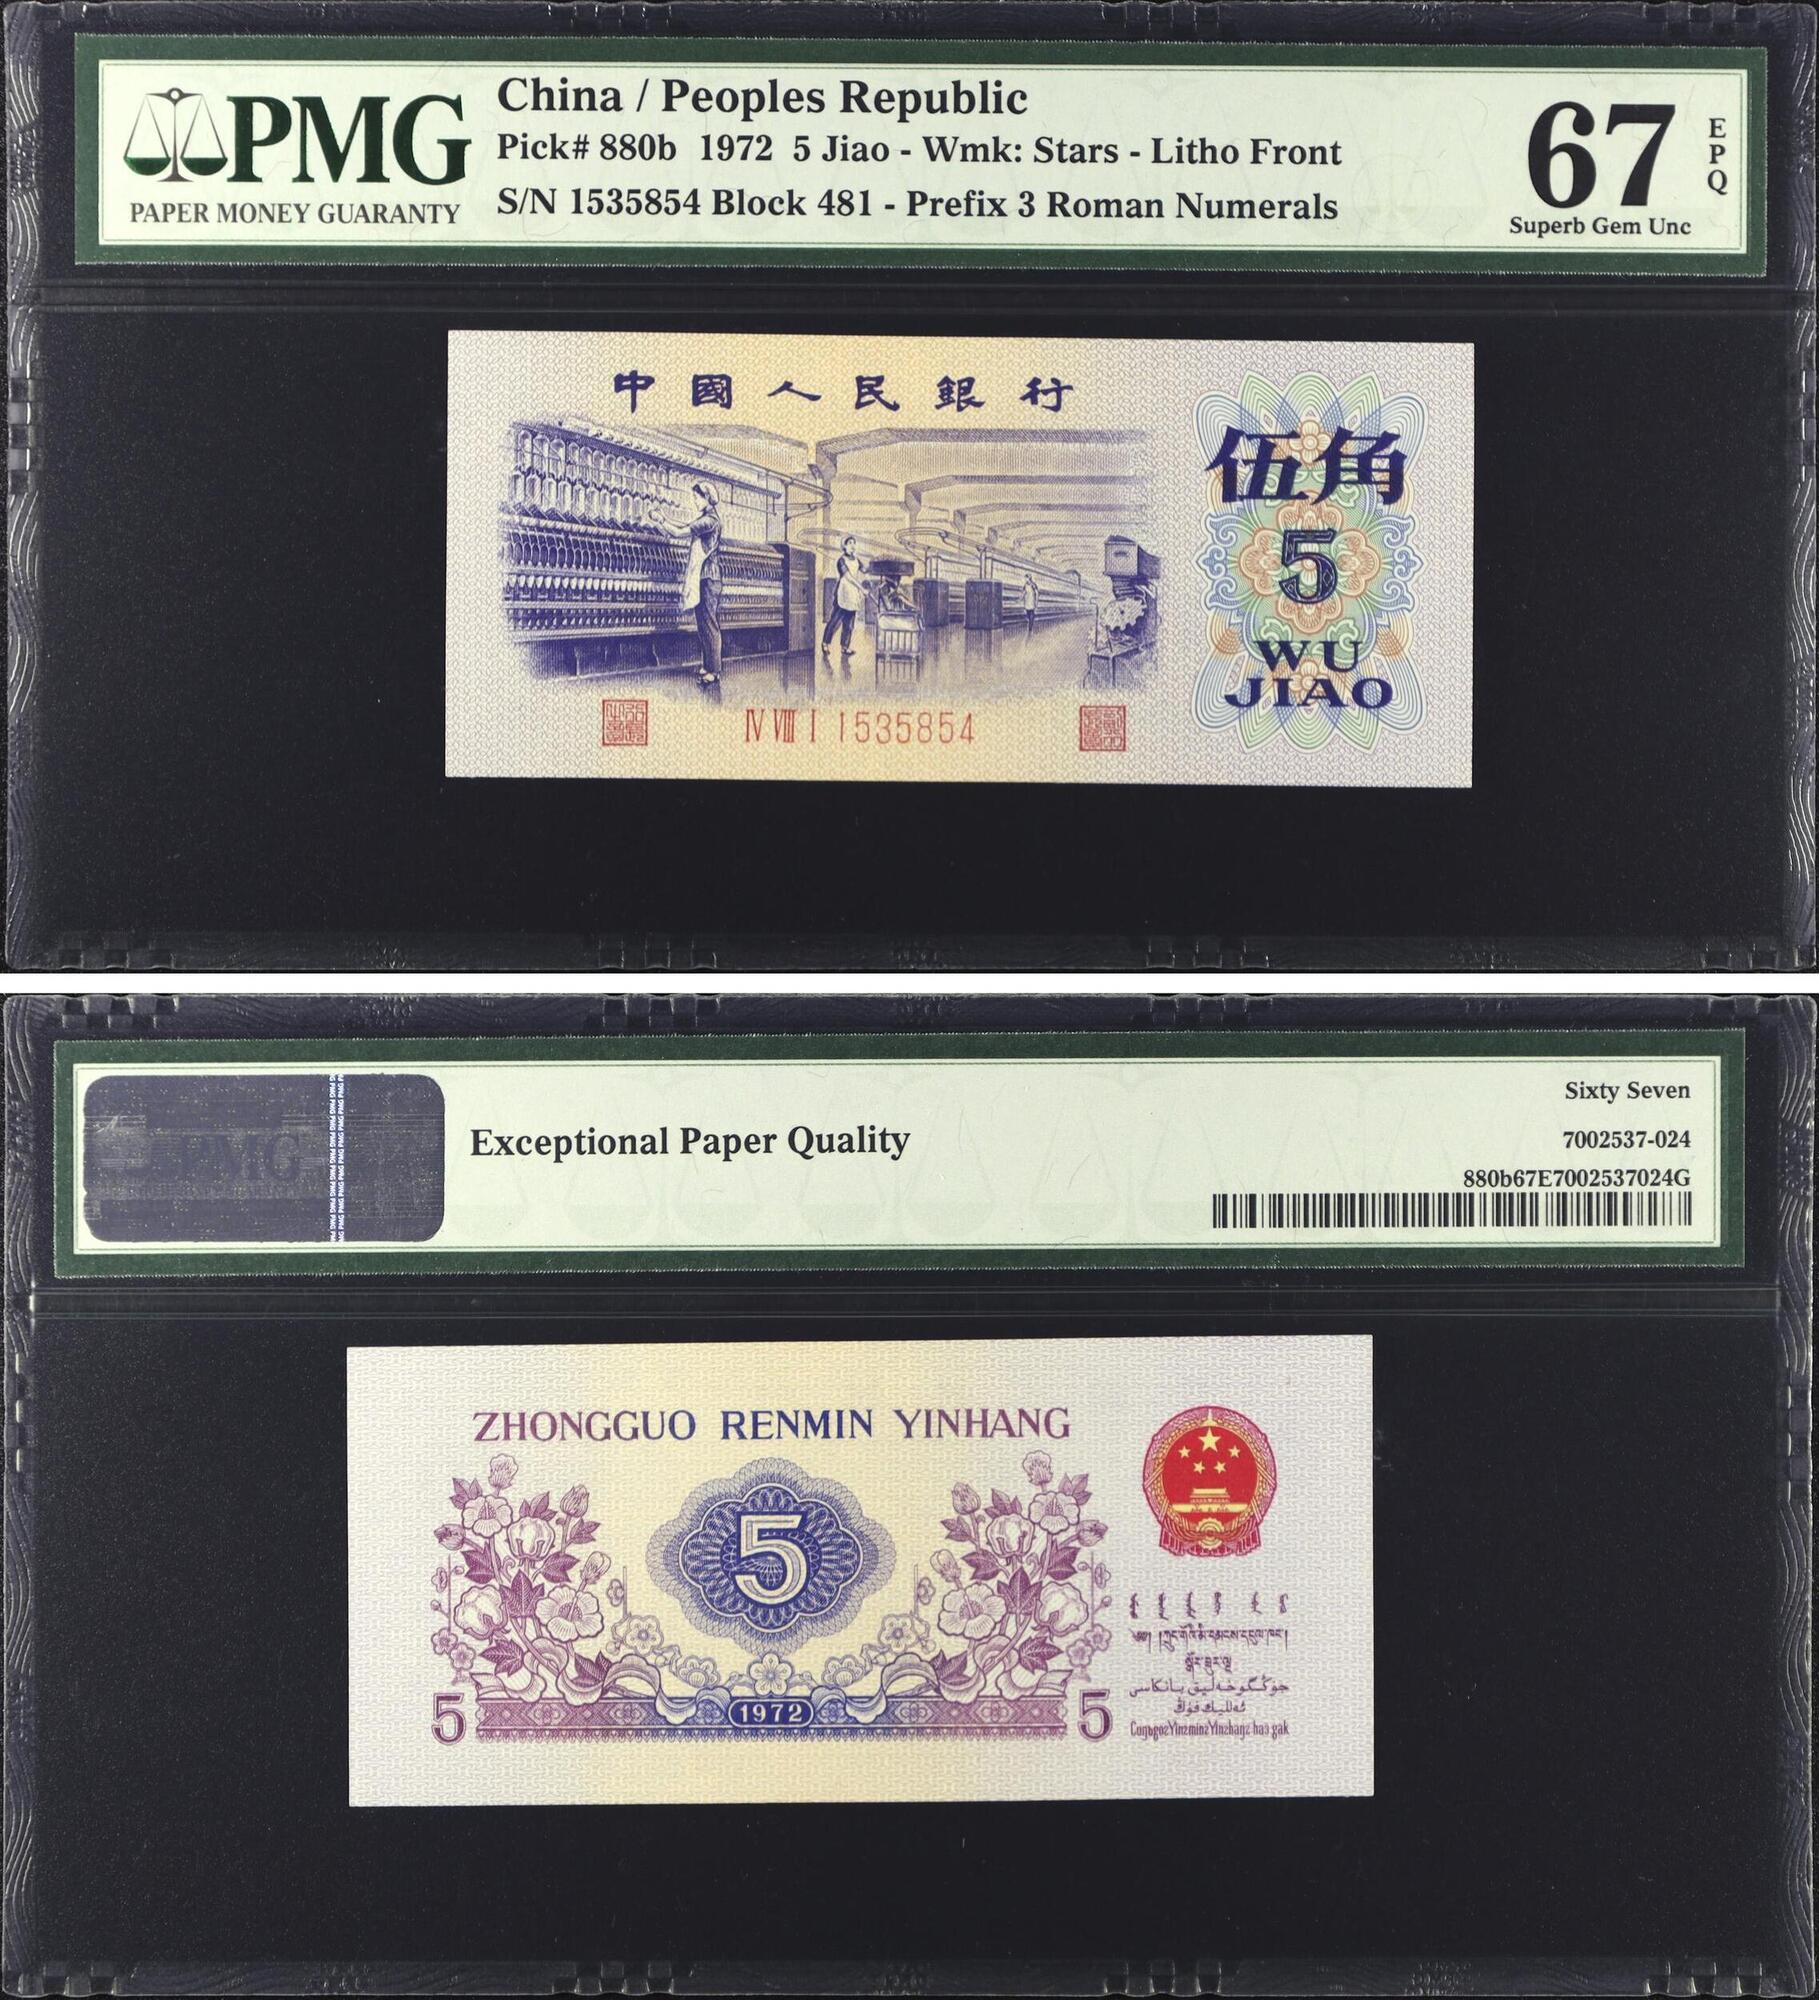 PMG
PAPER MONEY GUARANTY
China / Peoples Republic
Pick# 880b 1972 5 Jiao - Wmk: Stars - Litho Front
S/N 1535854 Block 481 - Prefix 3 Roman Numerals
67
EPQ
Superb Gem Unc
中國人民銀行
伍角
5
WU
JIAO
IV VIII I 1535854
PMG
Exceptional Paper Quality
Sixty Seven
7002537-024
880b67E7002537024G
ZHONGGUO RENMIN YINHANG
5
5
1972
5